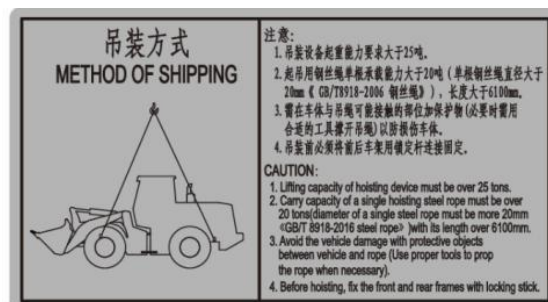 吊装方式
METHOD OF SHIPPING
注意:
1.吊装设备起重能力要求大于25吨。
2.起吊用钢丝绳单根承载能力大于20吨(单根钢丝绳直径大于
20mm《 GB/T8918-2006 钢丝绳》),长度大于6100mm。
3.需在车体与吊绳可能接触的部位加保护物(必要时需用
合适的工具撑开吊绳)以防损伤车体。
4.吊装前必须将前后车架用锁定杆连接固定。
CAUTION:
1. Lifting capacity of hoisting device must be over 25 tons.
2. Carry capacity of a single hoisting steel rope must be over
20 tons(diameter of a single steel rope must be more 20mm
《GB/T 8918-2016 steel rope》)with its length over 6100mm.
3. Avoid the vehicle damage with protective objects
between vehicle and rope (Use proper tools to prop
the rope when necessary).
4. Before hoisting, fix the front and rear frames with locking stick.